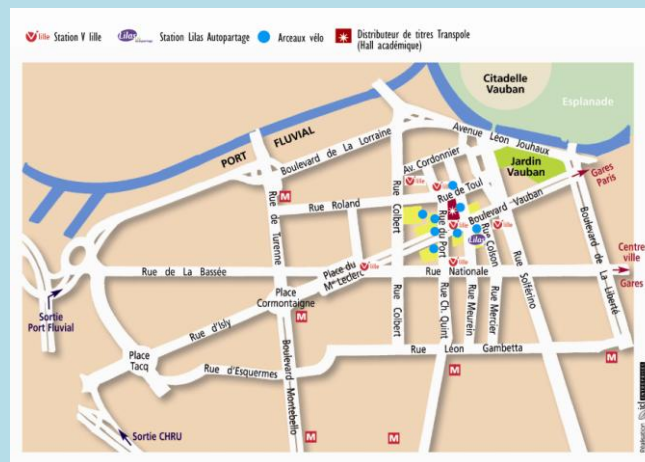 V'lille Station V lille
Lilas Station Lilas Autopartage
Arceaux vélo
Distributeur de titres Transpole
(Hall académique)
Citadelle
Vauban
Esplanade
PORT FLUVIAL
Boulevard de La Lorraine
Avenue Léon Jouhaux
Av. Cordonnier
Jardin
Vauban
Gares
Paris
M
Rue de Toul
Rue Roland
Rue Colbert
Boulevard Vauban
Rue de Turenne
Rue du Port
Lilas
Rue Colson
Boulevard de La Liberté
Centre
ville
Gares
Rue de La Bassée
Place du
Mal Leclerc
Rue Nationale
Rue Solférino
Sortie
Port Fluvial
Place
Cormontaigne
M
Rue d'Isly
Rue Colbert
Rue Ch. Quint
Rue Meurein
Rue Mercier
Place
Tacq
Rue Léon Gambetta
M
Rue d'Esquermes
M
Boulevard Montebello
Sortie CHRU
M
M
Réalisation